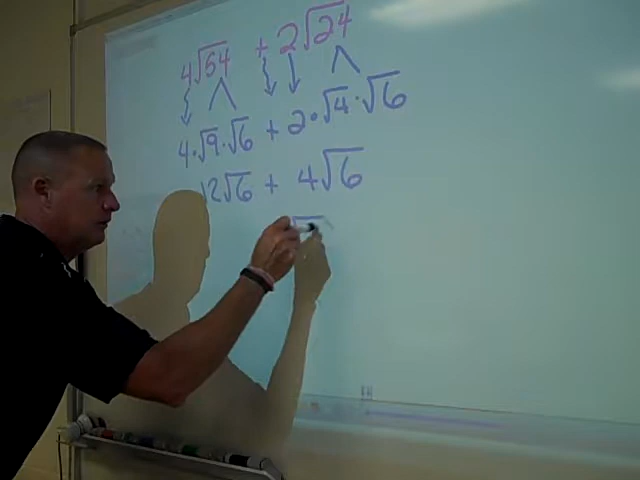 4√54 + 2√24
4·√9·√6 + 2·√4·√6
12√6 + 4√6